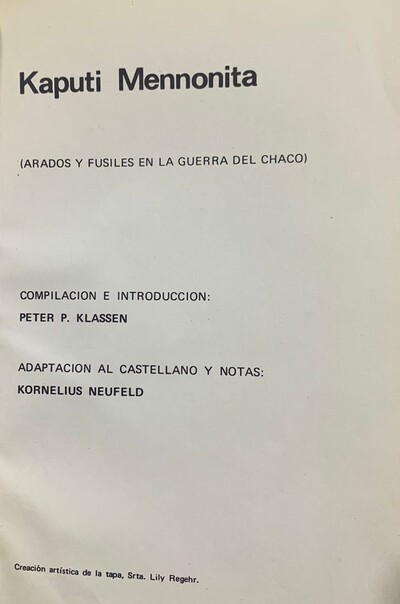 Kaputi Mennonita
(ARADOS Y FUSILES EN LA GUERRA DEL CHACO)
COMPILACION E INTRODUCCION:
PETER P. KLASSEN
ADAPTACION AL CASTELLANO Y NOTAS:
KORNELIUS NEUFELD
Creación artística de la tapa, Srta. Lily Regehr.